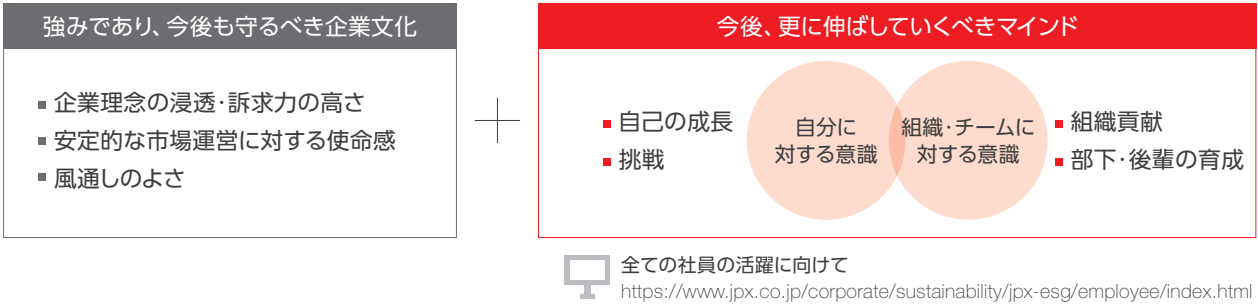 強みであり、今後も守るべき企業文化
企業理念の浸透・訴求力の高さ
安定的な市場運営に対する使命感
風通しのよさ
今後、更に伸ばしていくべきマインド
自己の成長
挑戦
自分に
対する意識
組織・チームに
対する意識
組織貢献
部下・後輩の育成
全ての社員の活躍に向けて
https://www.jpx.co.jp/corporate/sustainability/jpx-esg/employee/index.html